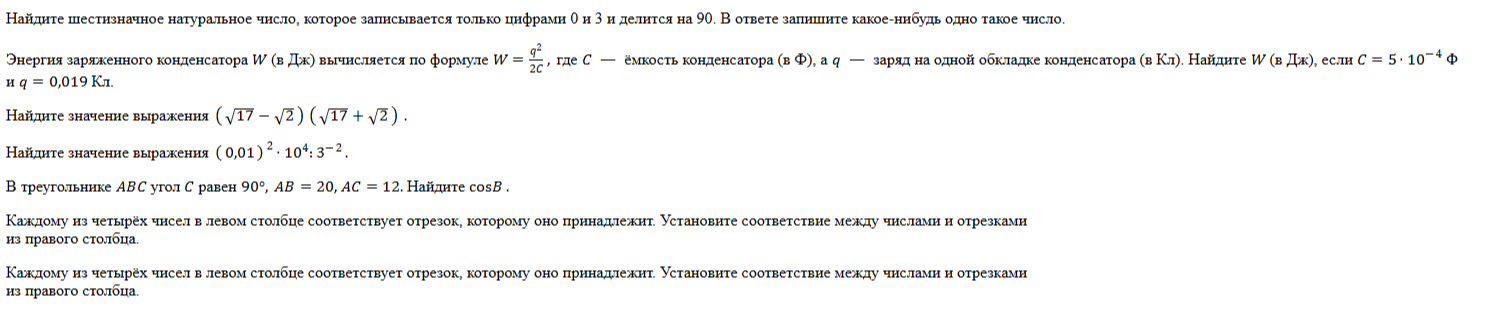 Найдите шестизначное натуральное число, которое записывается только цифрами 0 и 3 и делится на 90. В ответе запишите какое-нибудь одно такое число.
Энергия заряженного конденсатора W (в Дж) вычисляется по формуле W = q²/2C, где C — ёмкость конденсатора (в Ф), а q — заряд на одной обкладке конденсатора (в Кл). Найдите W (в Дж), если C = 5 · 10⁻⁴ Ф
и q = 0,019 Кл.
Найдите значение выражения (√17 − √2)(√17 + √2).
Найдите значение выражения (0,01)² · 10⁴: 3⁻².
В треугольнике ABC угол C равен 90°, AB = 20, AC = 12. Найдите cosB .
Каждому из четырёх чисел в левом столбце соответствует отрезок, которому оно принадлежит. Установите соответствие между числами и отрезками
из правого столбца.
Каждому из четырёх чисел в левом столбце соответствует отрезок, которому оно принадлежит. Установите соответствие между числами и отрезками
из правого столбца.